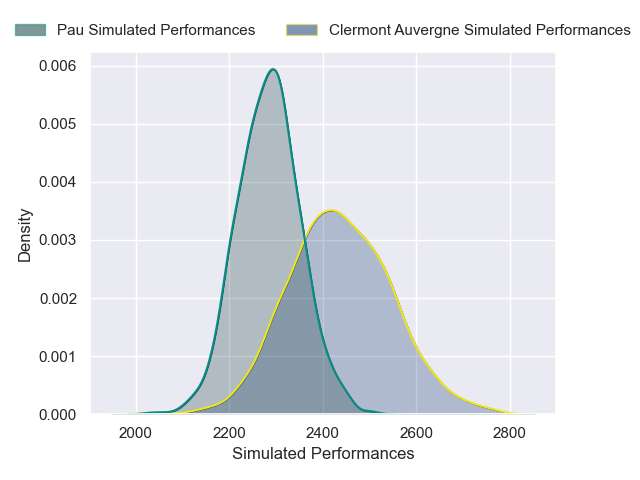 Pau Simulated Performances
Clermont Auvergne Simulated Performances
0.006
0.005
0.004
0.003
0.002
0.001
0.000
Density
2000 2200 2400 2600 2800
Simulated Performances